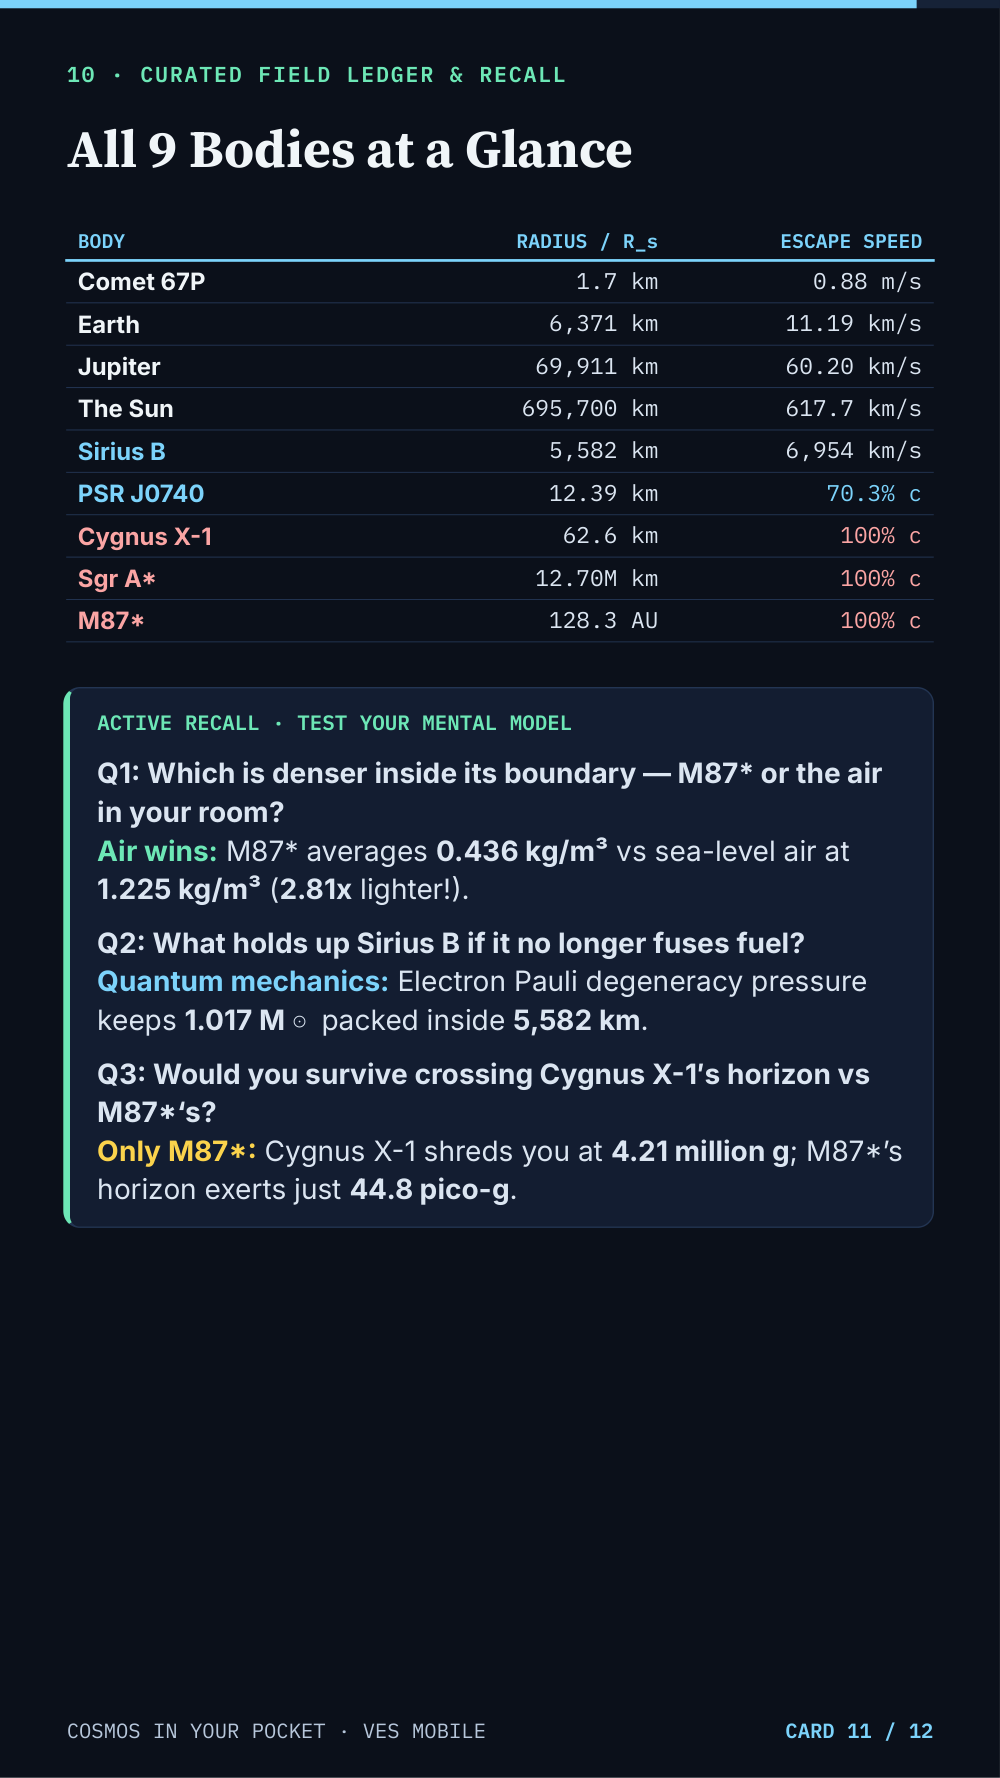 10 · CURATED FIELD LEDGER & RECALL
All 9 Bodies at a Glance
BODY RADIUS / R_s ESCAPE SPEED
Comet 67P 1.7 km 0.88 m/s
Earth 6,371 km 11.19 km/s
Jupiter 69,911 km 60.20 km/s
The Sun 695,700 km 617.7 km/s
Sirius B 5,582 km 6,954 km/s
PSR J0740 12.39 km 70.3% c
Cygnus X-1 62.6 km 100% c
Sgr A* 12.70M km 100% c
M87* 128.3 AU 100% c
ACTIVE RECALL · TEST YOUR MENTAL MODEL
Q1: Which is denser inside its boundary — M87* or the air
in your room?
Air wins: M87* averages 0.436 kg/m³ vs sea-level air at
1.225 kg/m³ (2.81x lighter!).
Q2: What holds up Sirius B if it no longer fuses fuel?
Quantum mechanics: Electron Pauli degeneracy pressure
keeps 1.017 M ⊙ packed inside 5,582 km.
Q3: Would you survive crossing Cygnus X-1's horizon vs
M87*‘s?
Only M87*: Cygnus X-1 shreds you at 4.21 million g; M87*’s
horizon exerts just 44.8 pico-g.
COSMOS IN YOUR POCKET · VES MOBILE
CARD 11 / 12